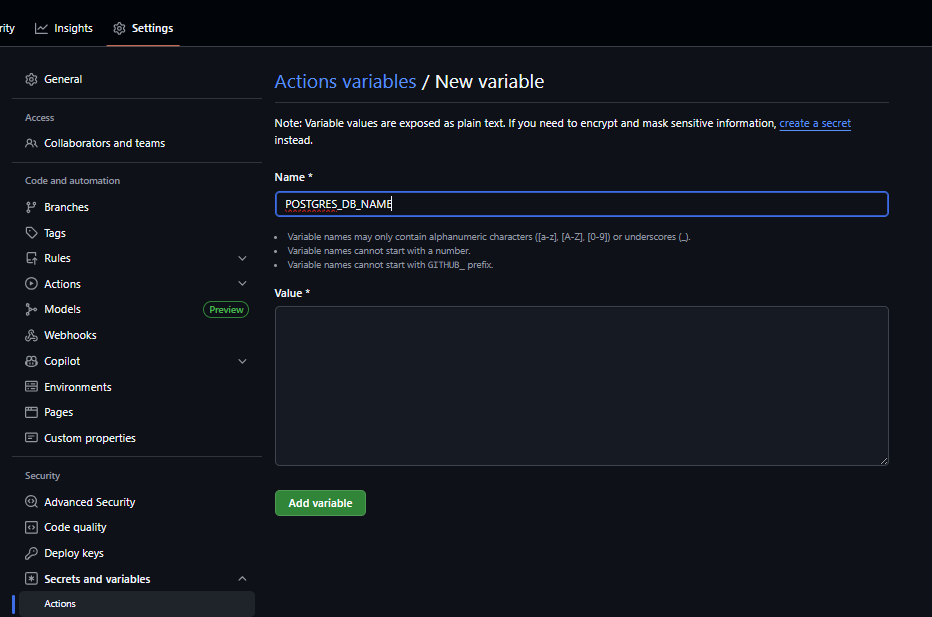 rity
Insights
Settings
General
Access
Collaborators and teams
Code and automation
Branches
Tags
Rules
Actions
Models
Preview
Webhooks
Copilot
Environments
Pages
Custom properties
Security
Advanced Security
Code quality
Deploy keys
Secrets and variables
Actions
Actions variables / New variable
Note: Variable values are exposed as plain text. If you need to encrypt and mask sensitive information, create a secret
instead.
Name *
POSTGRES_DB_NAME
Variable names may only contain alphanumeric characters ([a-z], [A-Z], [0-9]) or underscores (_).
Variable names cannot start with a number.
Variable names cannot start with GITHUB_ prefix.
Value *
Add variable